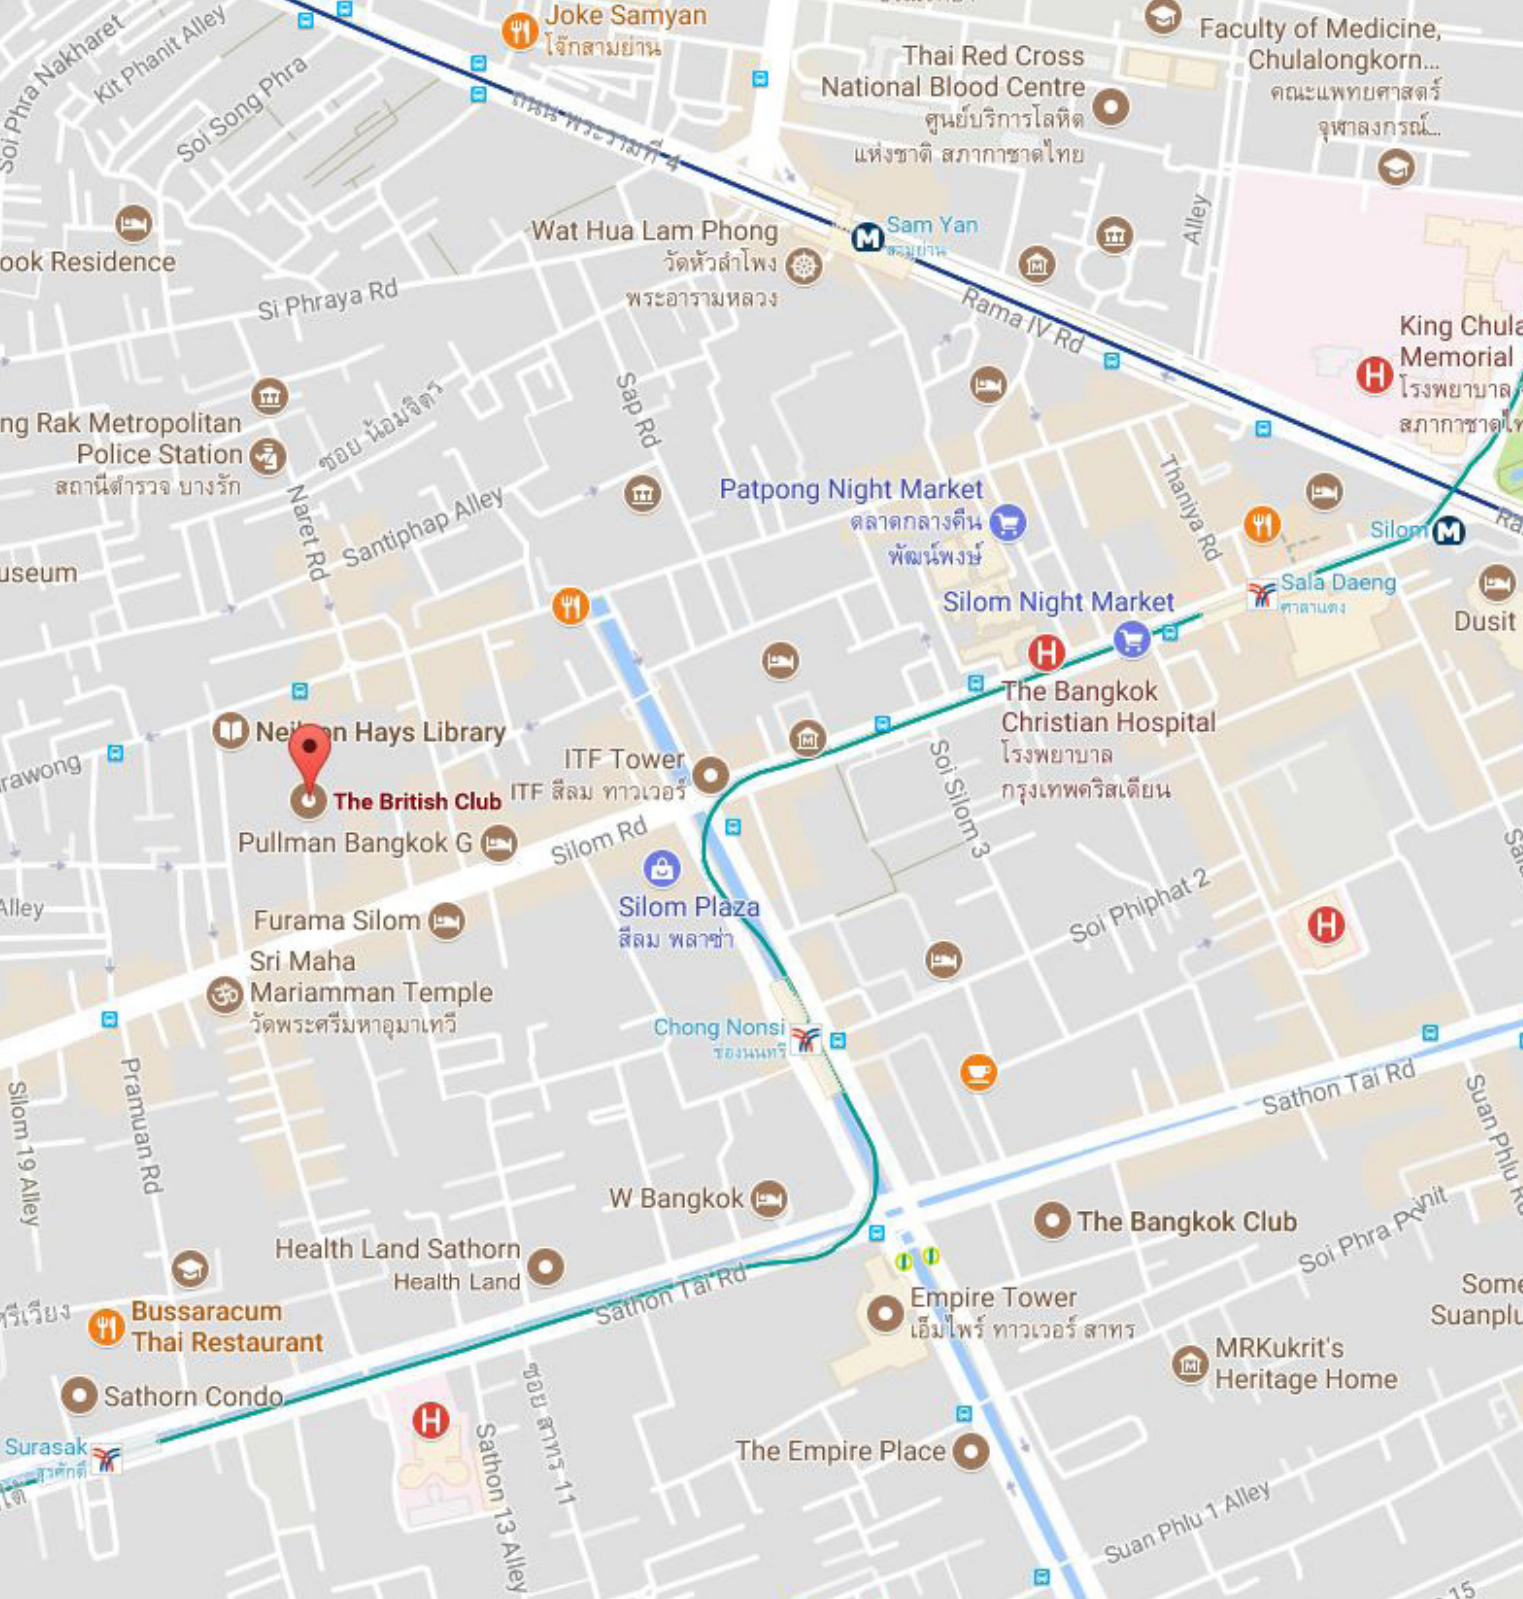 Soi Phra Nakharet
Kit Phanit Alley
Soi Song Phra
Joke Samyan
โจ๊กสามย่าน
ถนน พระรามที่ 4
Thai Red Cross
National Blood Centre
ศูนย์บริการโลหิต
แห่งชาติ สภากาชาดไทย
Faculty of Medicine,
Chulalongkorn...
คณะแพทยศาสตร์
จุฬาลงกรณ์...
Alley
ook Residence
Wat Hua Lam Phong
วัดหัวลำโพง
พระอารามหลวง
M
Sam Yan
สามย่าน
Si Phraya Rd
Rama IV Rd
King Chula
Memorial
โรงพยาบาล
สภากาชาดไท
H
ng Rak Metropolitan
Police Station
สถานีตำรวจ บางรัก
ซอย น้อมจิตร
Sap Rd
Naret Rd
Santiphap Alley
Patpong Night Market
ตลาดกลางคืน
พัฒน์พงษ์
Thaniya Rd
Silom
M
Ra
useum
Sala Daeng
ศาลาแดง
Silom Night Market
Dusit
H
The Bangkok
Christian Hospital
โรงพยาบาล
กรุงเทพคริสเตียน
Neilson Hays Library
rawong
The British Club
ITF Tower
ITF สีลม ทาวเวอร์
Pullman Bangkok G
Silom Rd
Soi Silom 3
Silom Plaza
สีลม พลาซ่า
Soi Phiphat 2
H
Alley
Furama Silom
Sri Maha
Mariamman Temple
วัดพระศรีมหาอุมาเทวี
Chong Nonsi
ช่องนนทรี
Silom 19 Alley
Pramuan Rd
Sathon Tai Rd
Suan Phlu R
W Bangkok
The Bangkok Club
Soi Phra Pinit
Health Land Sathorn
Health Land
Sathon Tai Rd
Empire Tower
เอ็มไพร์ ทาวเวอร์ สาทร
Some
Suanplu
ศรีเวียง
Bussaracum
Thai Restaurant
MRKukrit's
Heritage Home
Sathorn Condo
H
Surasak
สุรศักดิ์
ใต้
Sathon 13 Alley
ซอย สาทร 11
The Empire Place
Suan Phlu 1 Alley
15